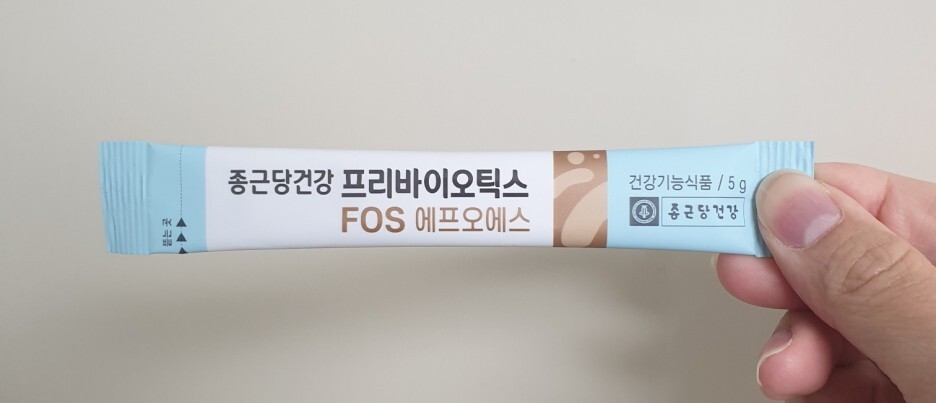 종근당건강 프리바이오틱스
FOS 에프오에스
건강기능식품 / 5 g
종근당건강